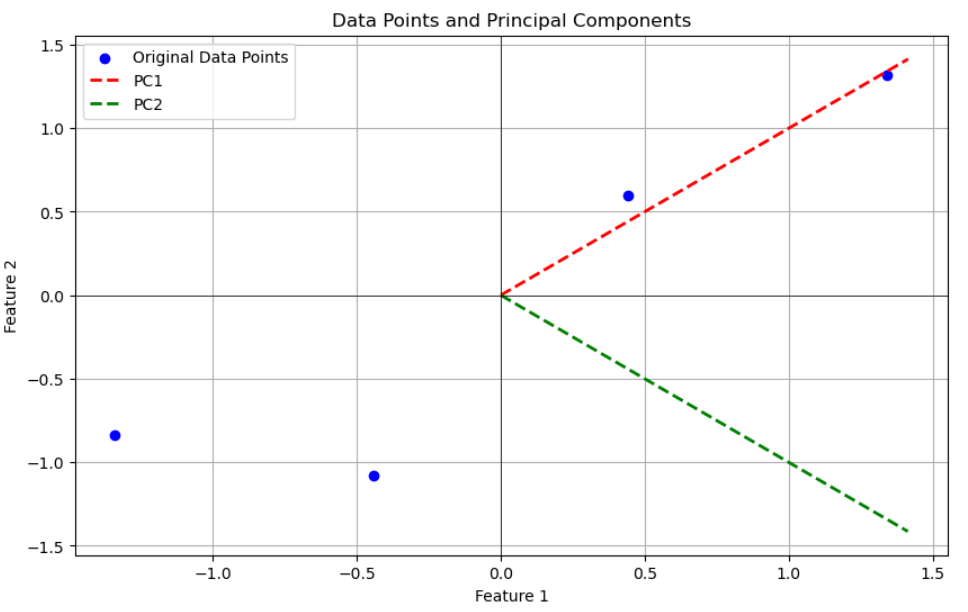 Data Points and Principal Components
Original Data Points
PC1
PC2
1.5
1.0
0.5
0.0
−0.5
−1.0
−1.5
Feature 2
−1.0 −0.5 0.0 0.5 1.0 1.5
Feature 1